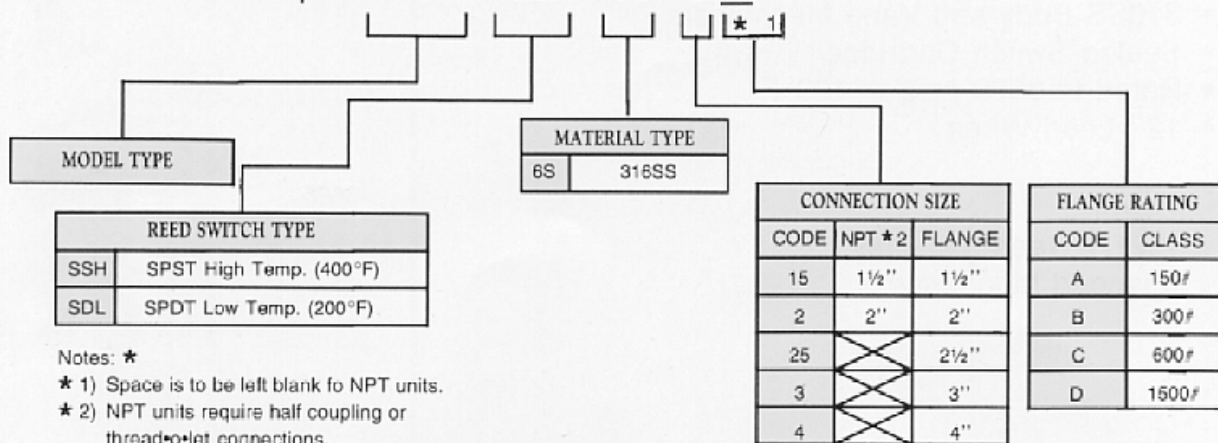 ★ 1)
MODEL TYPE
MATERIAL TYPE
6S 316SS
REED SWITCH TYPE
SSH SPST High Temp. (400°F)
SDL SPDT Low Temp. (200°F)
CONNECTION SIZE
CODE NPT ★ 2 FLANGE
15 1½'' 1½''
2 2'' 2''
25 2½''
3 3''
4 4''
FLANGE RATING
CODE CLASS
A 150#
B 300#
C 600#
D 1500#
Notes: ★
★ 1) Space is to be left blank fo NPT units.
★ 2) NPT units require half coupling or
thread•o•let connections